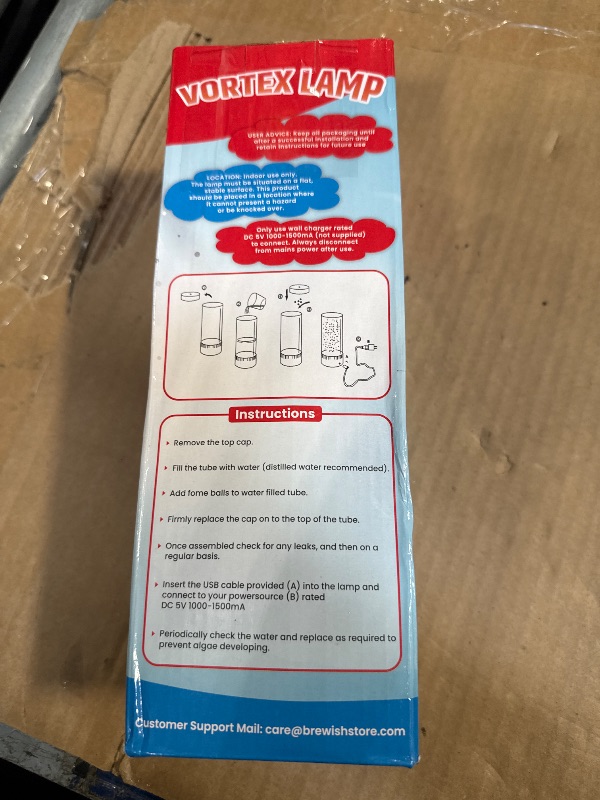 VORTEX LAMP
USER ADVICE: Keep all packaging until
after a successful installation and
retain instructions for future use
LOCATION: Indoor use only.
The lamp must be situated on a flat,
stable surface. This product
should be placed in a location where
it cannot present a hazard
or be knocked over.
Only use wall charger rated
DC 5V 1000-1500mA (not supplied)
to connect. Always disconnect
from mains power after use.
Instructions
Remove the top cap.
Fill the tube with water (distilled water recommended).
Add fome balls to water filled tube.
Firmly replace the cap on to the top of the tube.
Once assembled check for any leaks, and then on a
regular basis.
Insert the USB cable provided (A) into the lamp and
connect to your powersource (B) rated
DC 5V 1000-1500mA
Periodically check the water and replace as required to
prevent algae developing.
Customer Support Mail: care@brewishstore.com